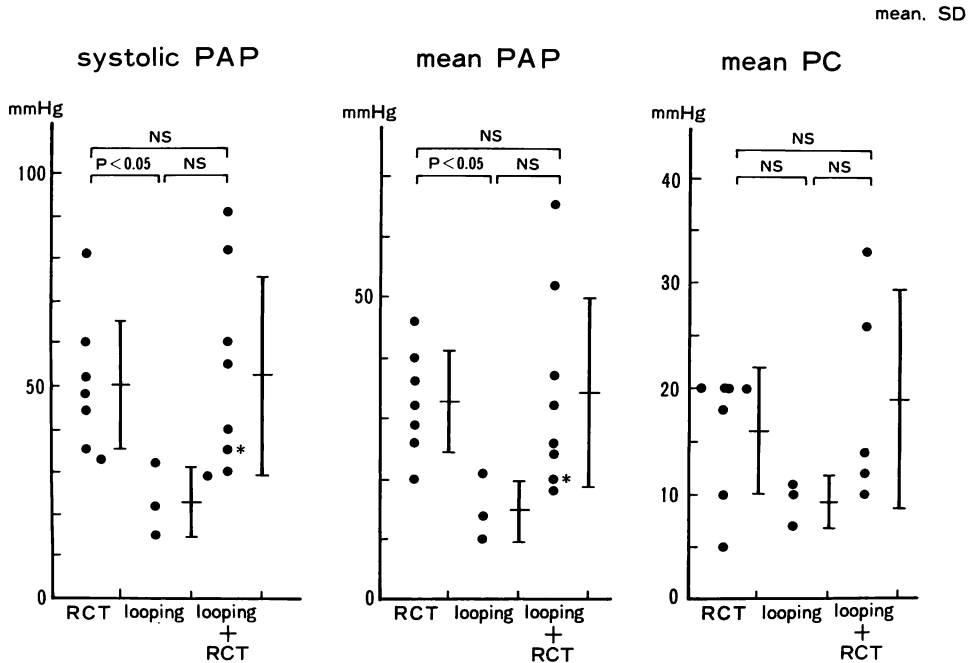 mean. SD
systolic PAP
mmHg
NS
P<0.05 NS
100
50
*
0
RCT looping looping
+
RCT
mean PAP
mmHg
NS
P<0.05 NS
50
*
0
RCT looping looping
+
RCT
mean PC
mmHg
NS
NS NS
40
30
20
10
0
RCT looping looping
+
RCT